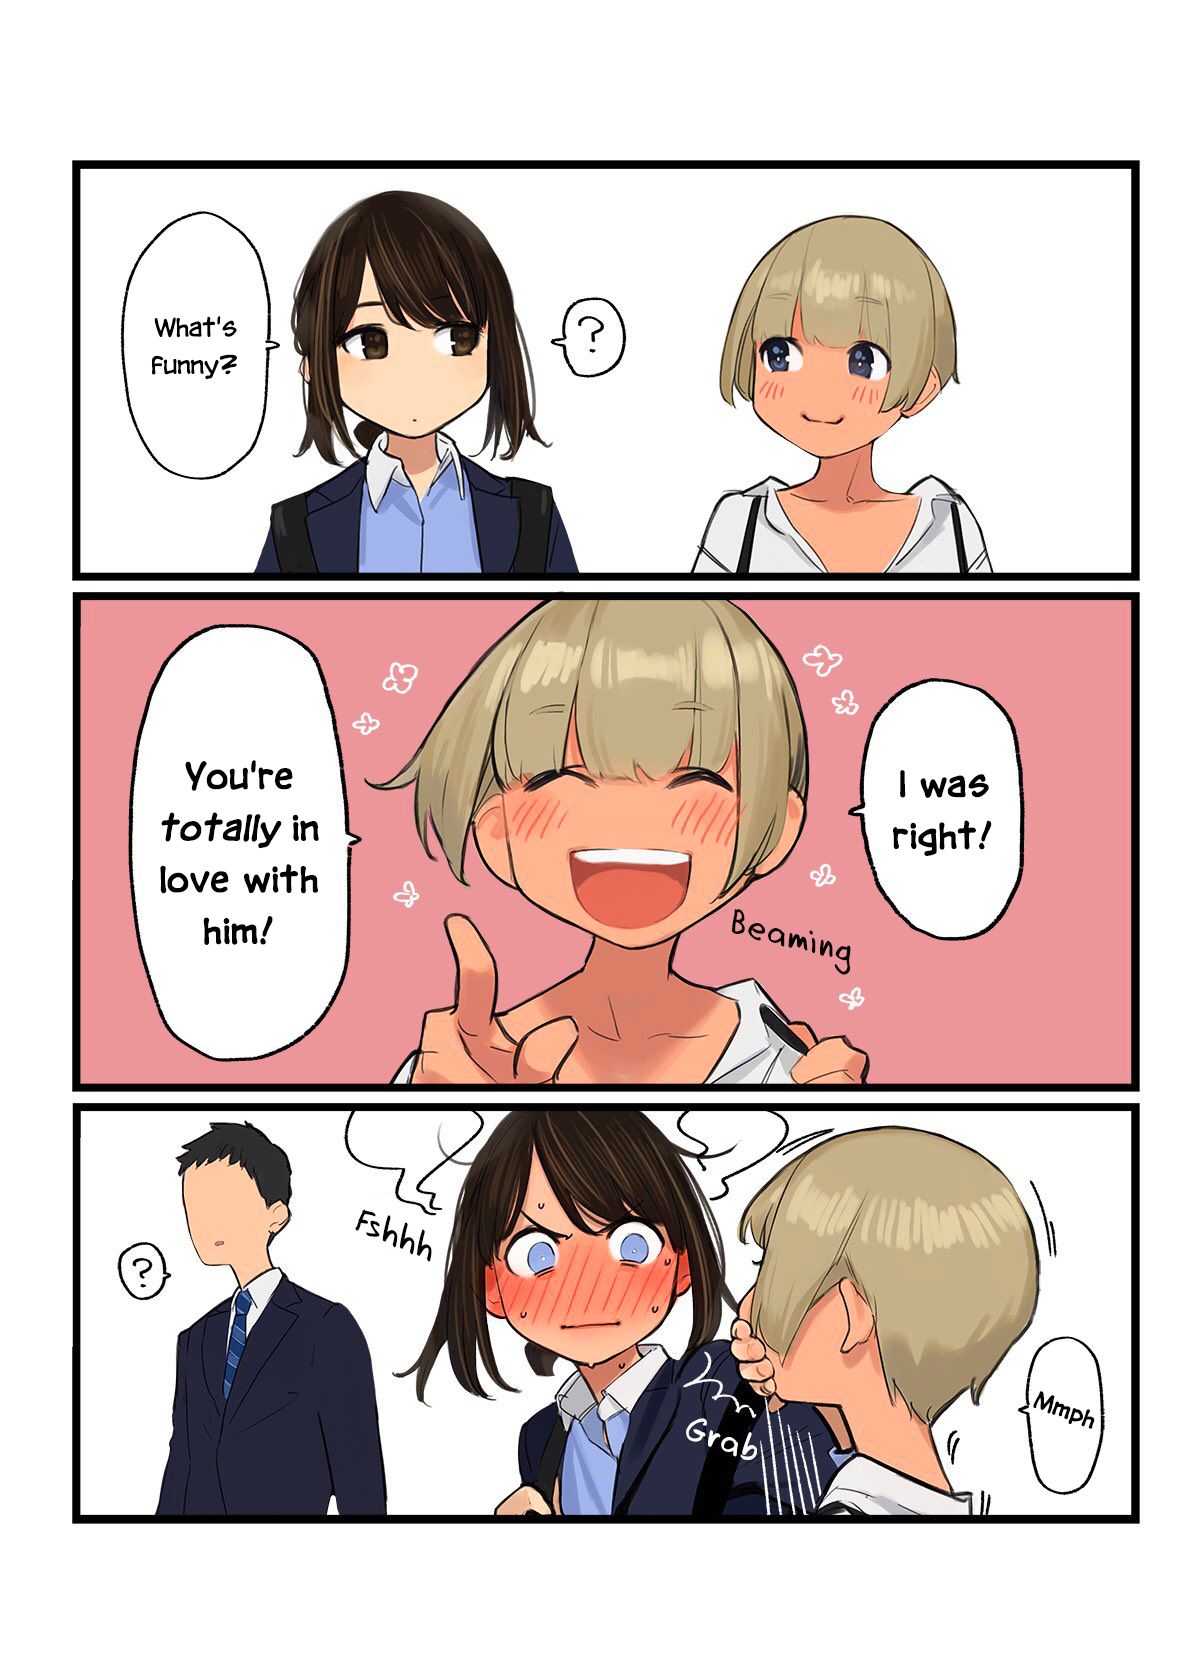 What's
funny?
?
I was
right!
You're
totally in
love with
him!
Beaming
?
Fshhh
Grab
Mmph